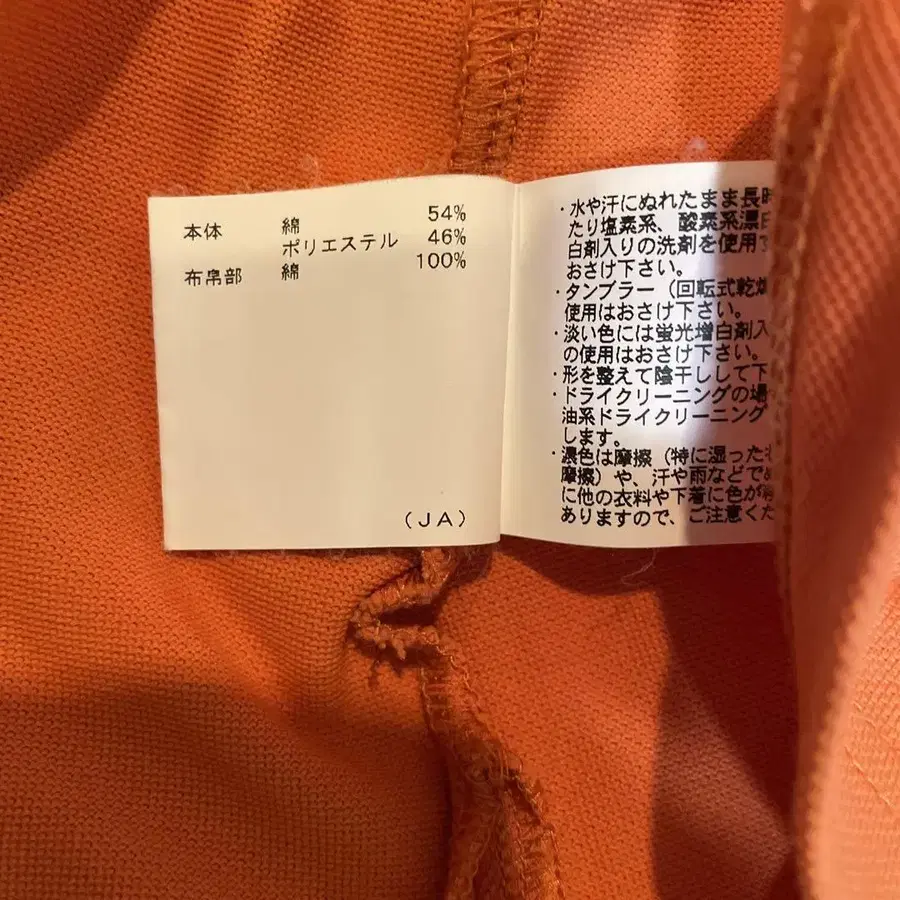 本体 綿 54%
ポリエステル 46%
布帛部 綿 100%
(JA)
・水や汗にぬれたまま長時
たり塩素系、酸素系漂白
白剤入りの洗剤を使用
おさけ下さい。
・タンブラー(回転式乾燥
使用はおさけ下さい。
・淡い色には蛍光増白剤入
の使用はおさけ下さい。
・形を整えて陰干しして下
・ドライクリーニングの場
油系ドライクリーニング
します。
・濃色は摩擦(特に湿った
摩擦)や、汗や雨などで
に他の衣料や下着に色が
ありますので、ご注意くだ